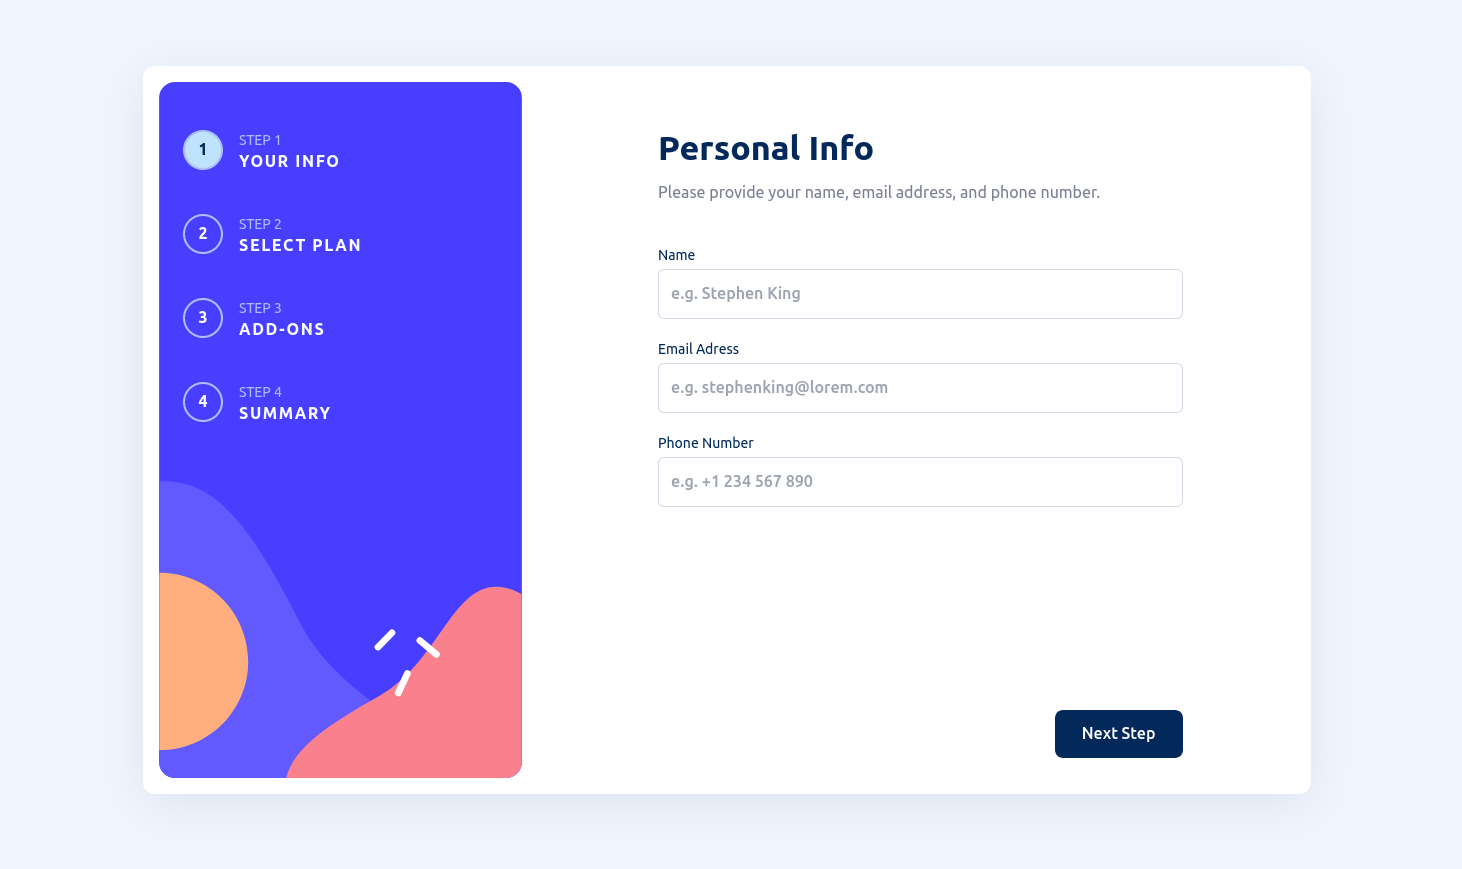 1
STEP 1
YOUR INFO
2
STEP 2
SELECT PLAN
3
STEP 3
ADD-ONS
4
STEP 4
SUMMARY
Personal Info
Please provide your name, email address, and phone number.
Name
e.g. Stephen King
Email Adress
e.g. stephenking@lorem.com
Phone Number
e.g. +1 234 567 890
Next Step